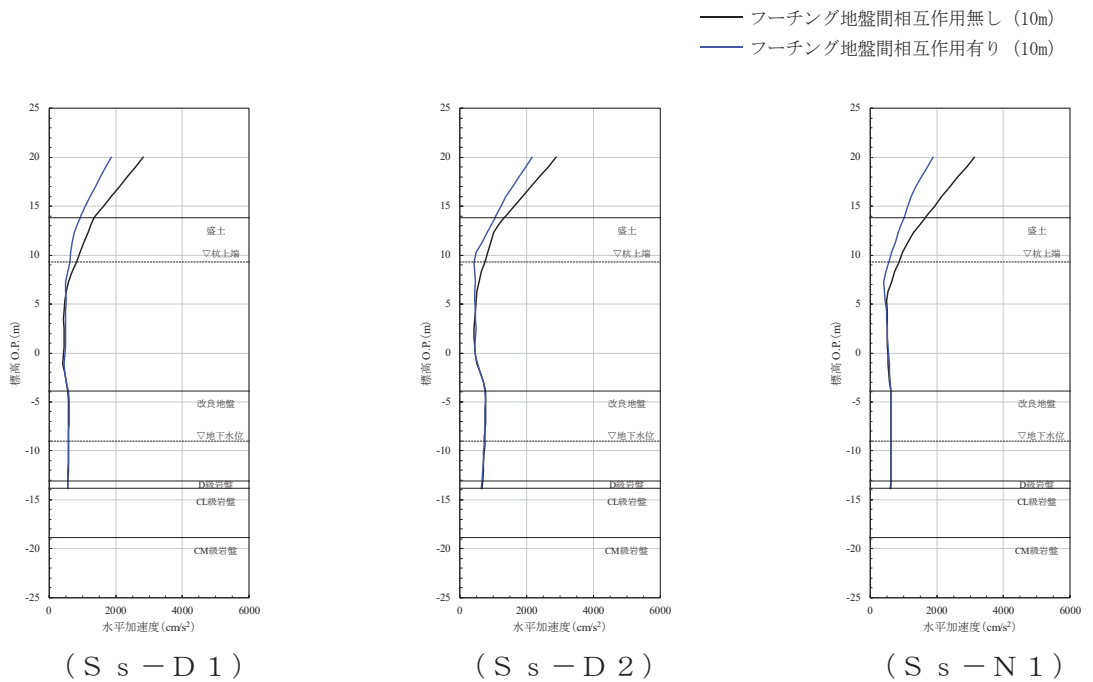 フーチング地盤間相互作用無し（10m）
フーチング地盤間相互作用有り（10m）
標高 O.P.(m)
25
20
15
10
5
0
-5
-10
-15
-20
-25
盛土
▽杭上端
改良地盤
▽地下水位
D級岩盤
CL級岩盤
CM級岩盤
0 2000 4000 6000
水平加速度(cm/s²)
（Ｓｓ－Ｄ１）
標高 O.P.(m)
25
20
15
10
5
0
-5
-10
-15
-20
-25
盛土
▽杭上端
改良地盤
▽地下水位
D級岩盤
CL級岩盤
CM級岩盤
0 2000 4000 6000
水平加速度(cm/s²)
（Ｓｓ－Ｄ２）
標高 O.P.(m)
25
20
15
10
5
0
-5
-10
-15
-20
-25
盛土
▽杭上端
改良地盤
▽地下水位
D級岩盤
CL級岩盤
CM級岩盤
0 2000 4000 6000
水平加速度(cm/s²)
（Ｓｓ－Ｎ１）